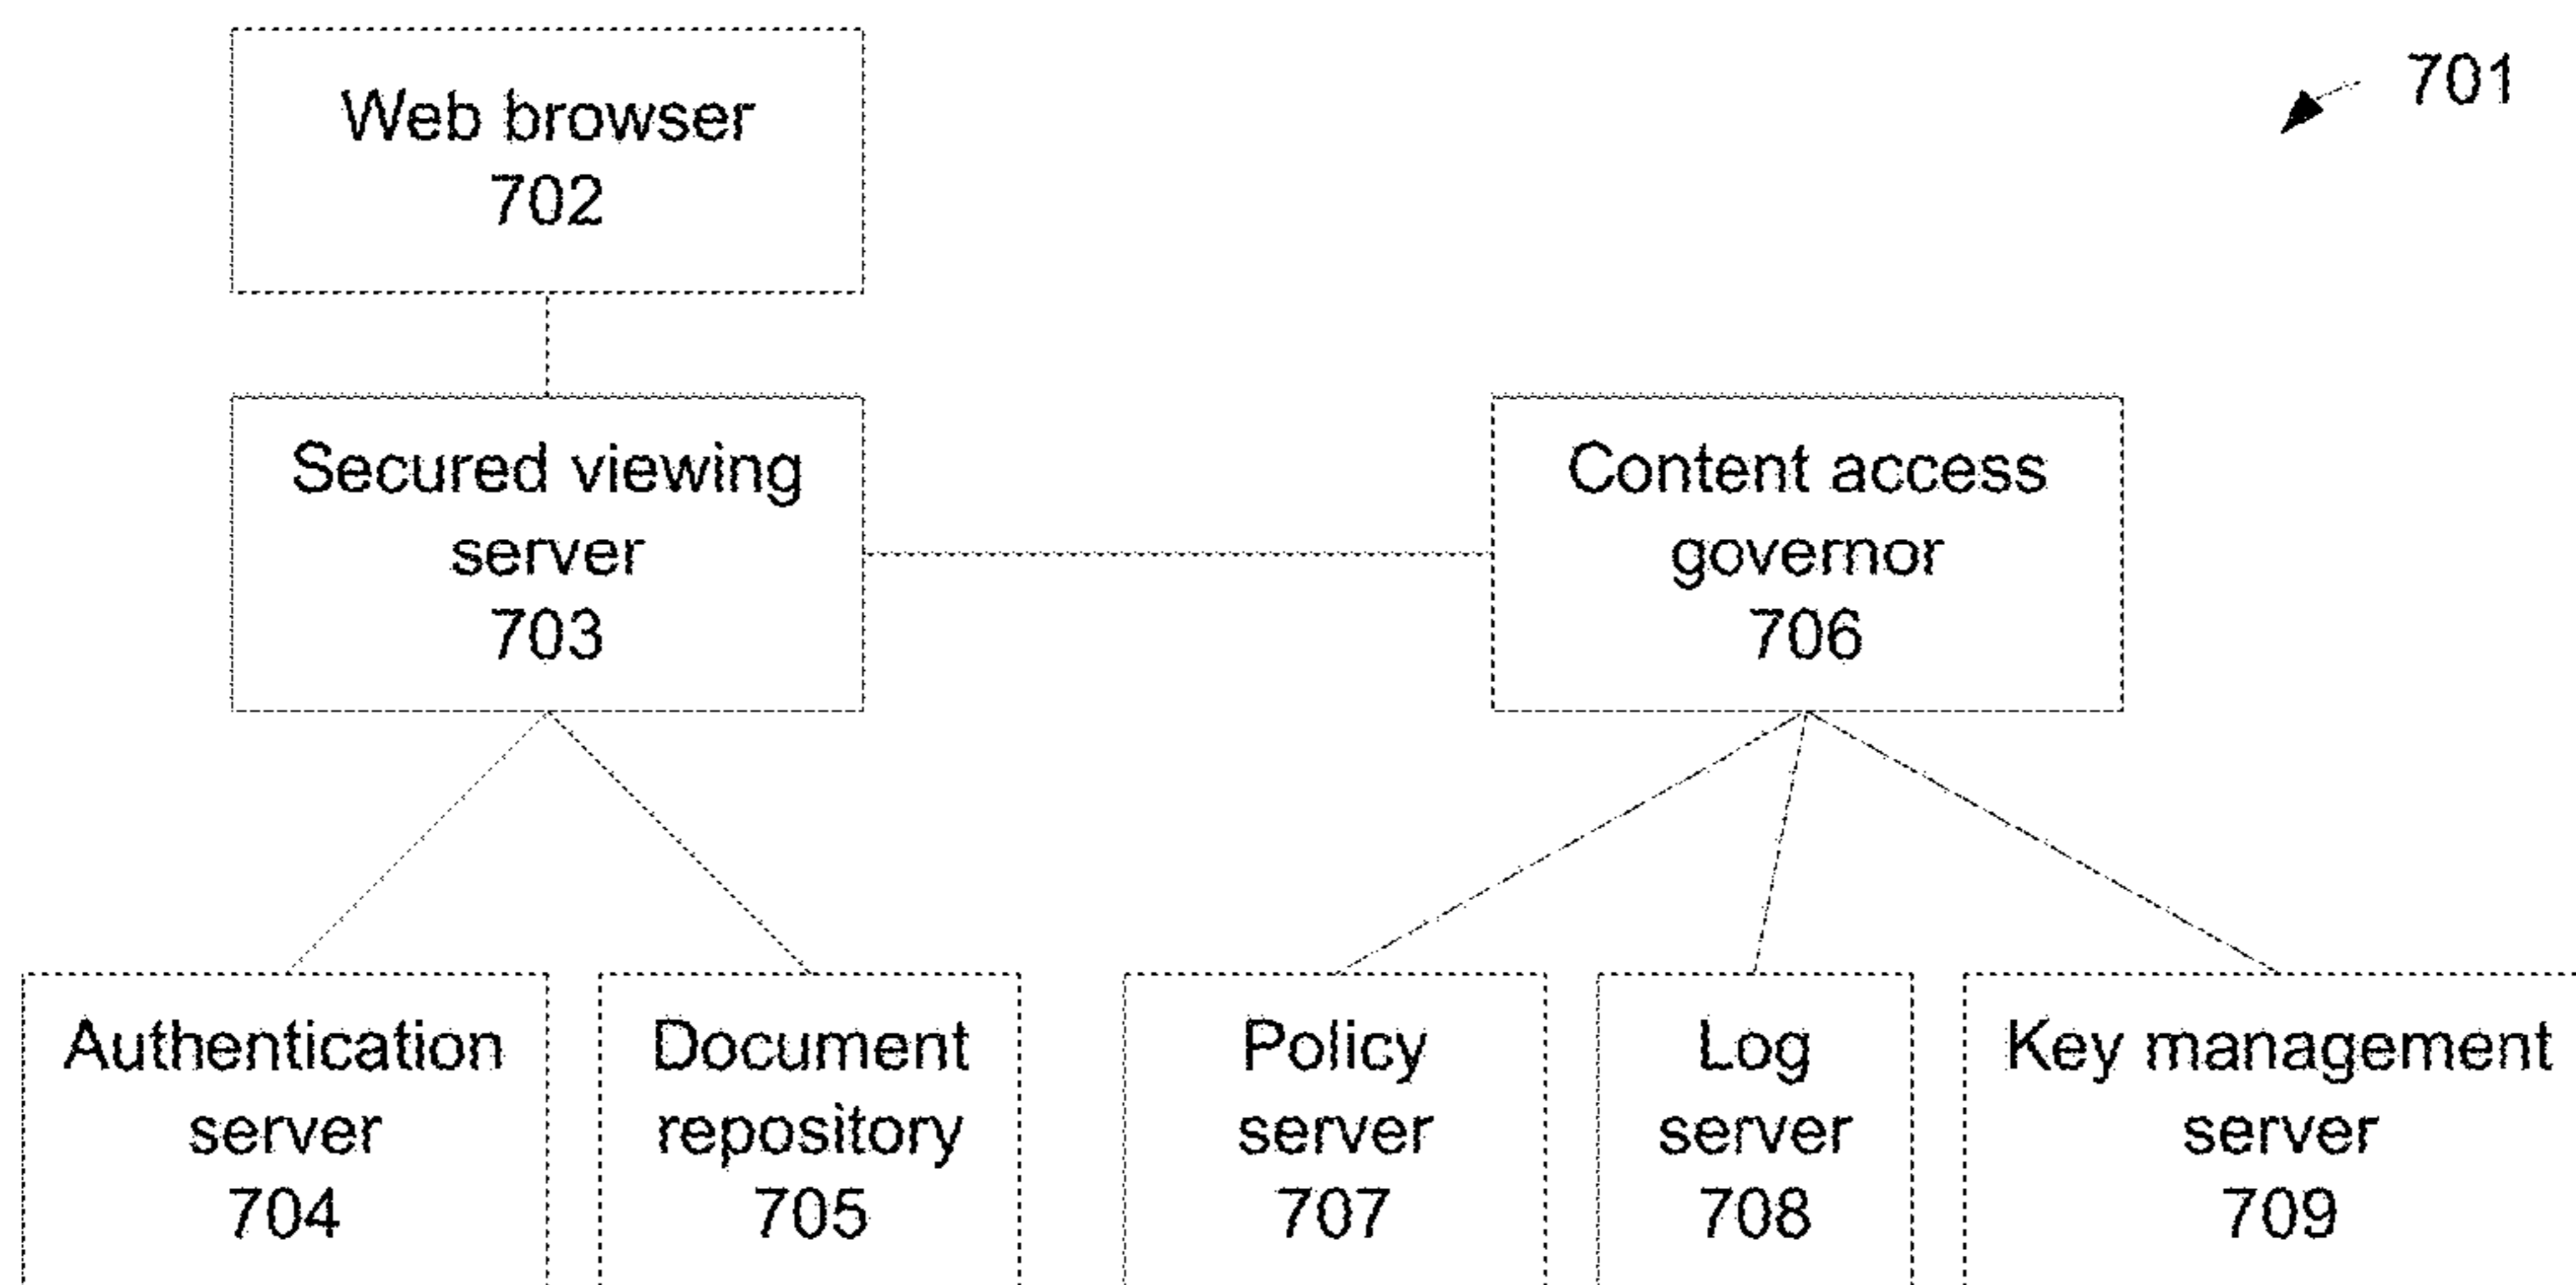 701
Web browser
702
Secured viewing
server
703
Content access
governor
706
Authentication
server
704
Document
repository
705
Policy
server
707
Log
server
708
Key management
server
709